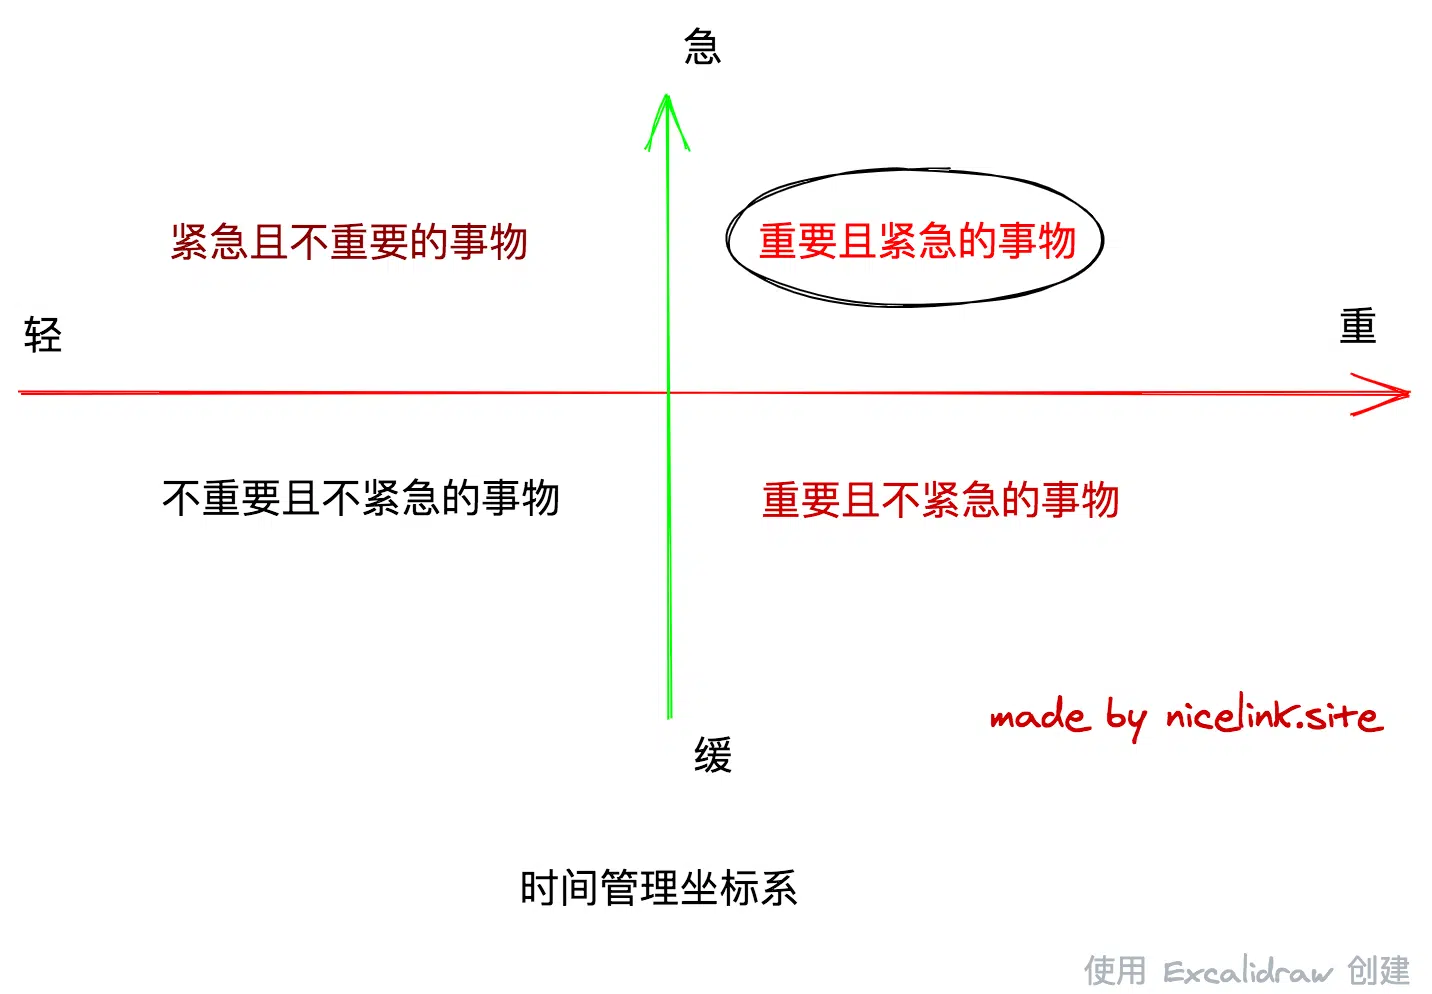 急
紧急且不重要的事物
重要且紧急的事物
轻
重
不重要且不紧急的事物
重要且不紧急的事物
made by nicelink.site
缓
时间管理坐标系
使用 Excalidraw 创建